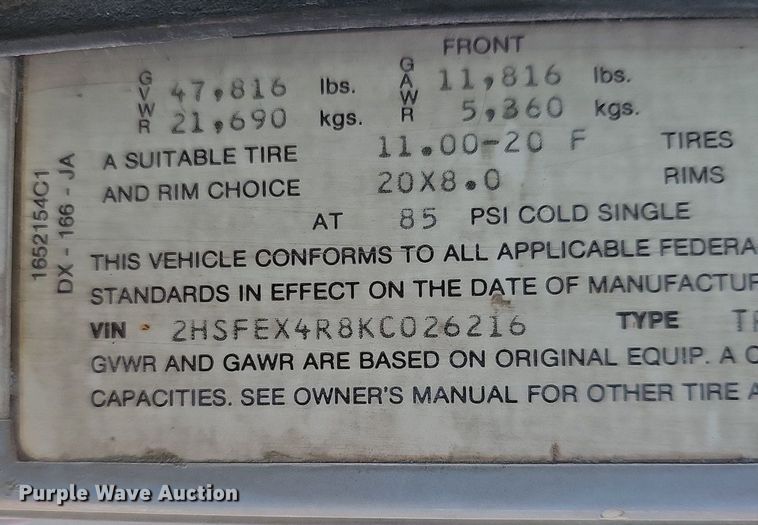 FRONT
GVWR 47,816 lbs. GAWR 11,816 lbs.
21,690 kgs. 5,360 kgs.
A SUITABLE TIRE 11.00-20 F TIRES
AND RIM CHOICE 20X8.0 RIMS
AT 85 PSI COLD SINGLE
THIS VEHICLE CONFORMS TO ALL APPLICABLE FEDERA
STANDARDS IN EFFECT ON THE DATE OF MANUFACTUR
VIN 2HSFEX4R8KC026216 TYPE TR
GVWR AND GAWR ARE BASED ON ORIGINAL EQUIP. A C
CAPACITIES. SEE OWNER'S MANUAL FOR OTHER TIRE A
1652154C1
DX - 166 - JA
Purple Wave Auction